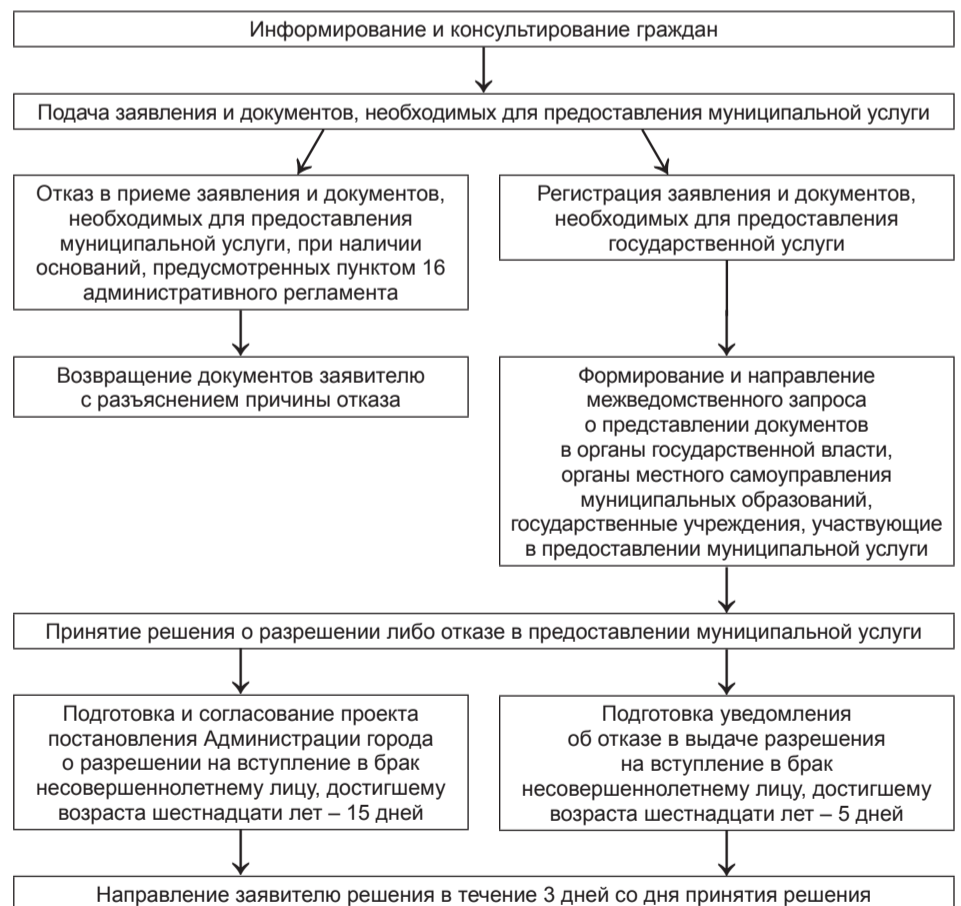 Информирование и консультирование граждан
Подача заявления и документов, необходимых для предоставления муниципальной услуги
Отказ в приеме заявления и документов,
необходимых для предоставления
муниципальной услуги, при наличии
оснований, предусмотренных пунктом 16
административного регламента
Регистрация заявления и документов,
необходимых для предоставления
государственной услуги
Возвращение документов заявителю
с разъяснением причины отказа
Формирование и направление
межведомственного запроса
о представлении документов
в органы государственной власти,
органы местного самоуправления
муниципальных образований,
государственные учреждения, участвующие
в предоставлении муниципальной услуги
Принятие решения о разрешении либо отказе в предоставлении муниципальной услуги
Подготовка и согласование проекта
постановления Администрации города
о разрешении на вступление в брак
несовершеннолетнему лицу, достигшему
возраста шестнадцати лет – 15 дней
Подготовка уведомления
об отказе в выдаче разрешения
на вступление в брак
несовершеннолетнему лицу, достигшему
возраста шестнадцати лет – 5 дней
Направление заявителю решения в течение 3 дней со дня принятия решения